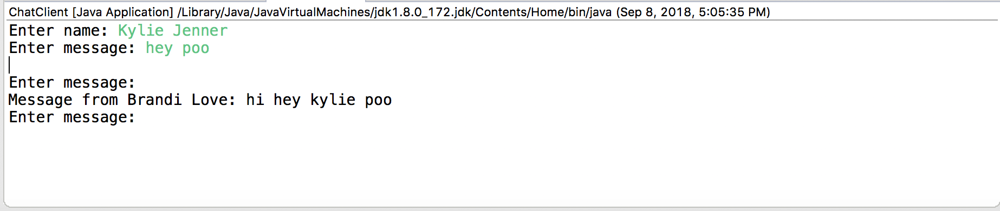 ChatClient [Java Application] /Library/Java/JavaVirtualMachines/jdk1.8.0_172.jdk/Contents/Home/bin/java (Sep 8, 2018, 5:05:35 PM)
Enter name: Kylie Jenner
Enter message: hey poo
Enter message:
Message from Brandi Love: hi hey kylie poo
Enter message: